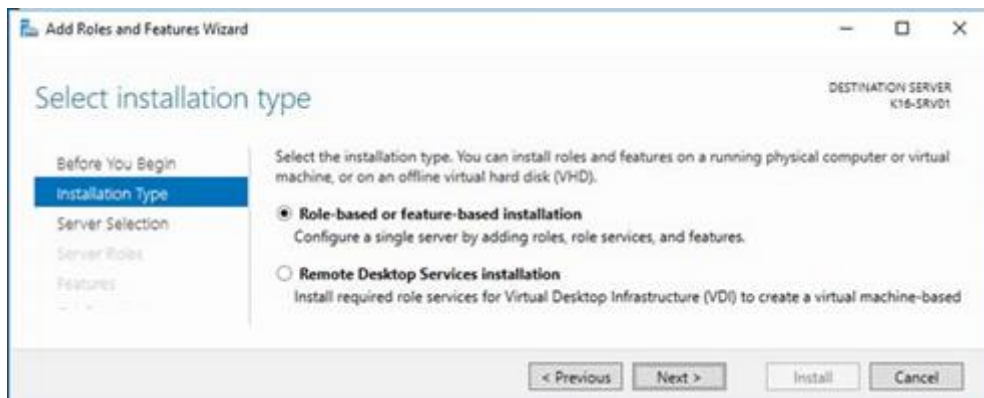 Add Roles and Features Wizard
Select installation type
DESTINATION SERVER
K16-SRV01
Before You Begin
Installation Type
Server Selection
Server Roles
Features
Select the installation type. You can install roles and features on a running physical computer or virtual
machine, or on an offline virtual hard disk (VHD).
Role-based or feature-based installation
Configure a single server by adding roles, role services, and features.
Remote Desktop Services installation
Install required role services for Virtual Desktop Infrastructure (VDI) to create a virtual machine-based
< Previous
Next >
Install
Cancel